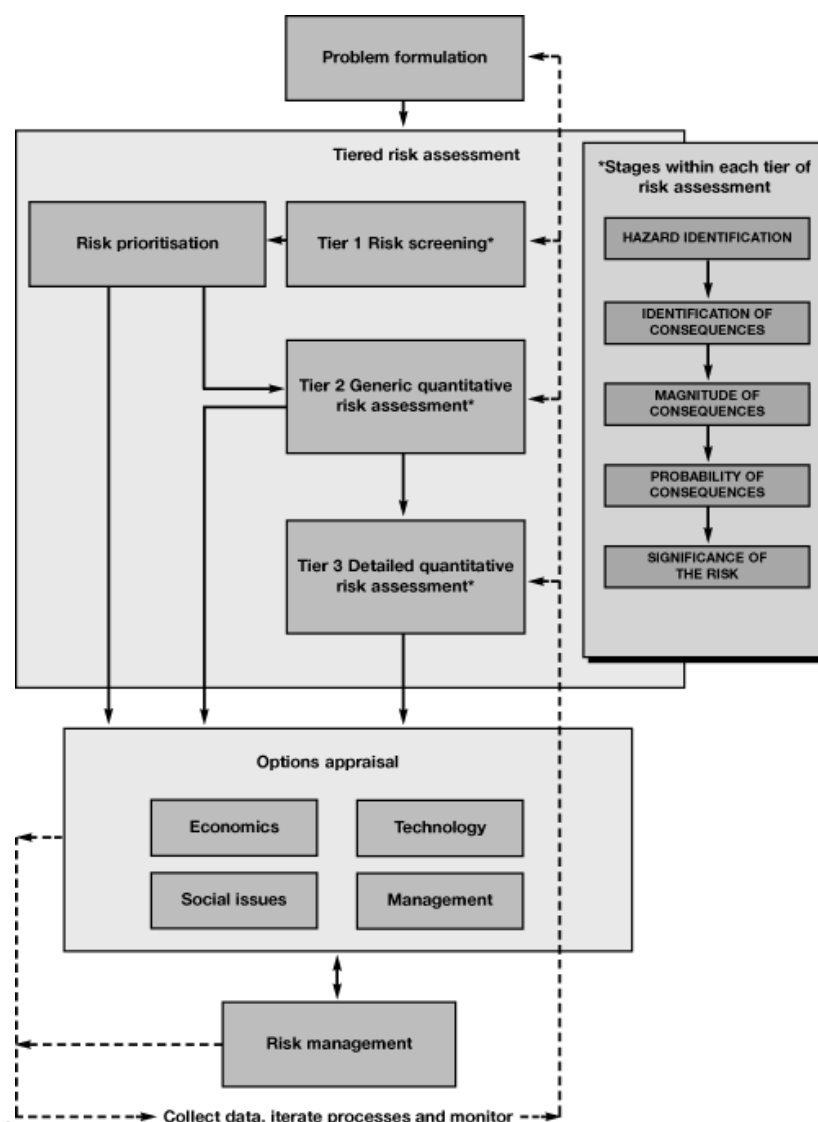 Problem formulation
Tiered risk assessment
*Stages within each tier of
risk assessment
Risk prioritisation
Tier 1 Risk screening*
HAZARD IDENTIFICATION
IDENTIFICATION OF
CONSEQUENCES
Tier 2 Generic quantitative
risk assessment*
MAGNITUDE OF
CONSEQUENCES
PROBABILITY OF
CONSEQUENCES
Tier 3 Detailed quantitative
risk assessment*
SIGNIFICANCE OF
THE RISK
Options appraisal
Economics
Technology
Social issues
Management
Risk management
Collect data, iterate processes and monitor